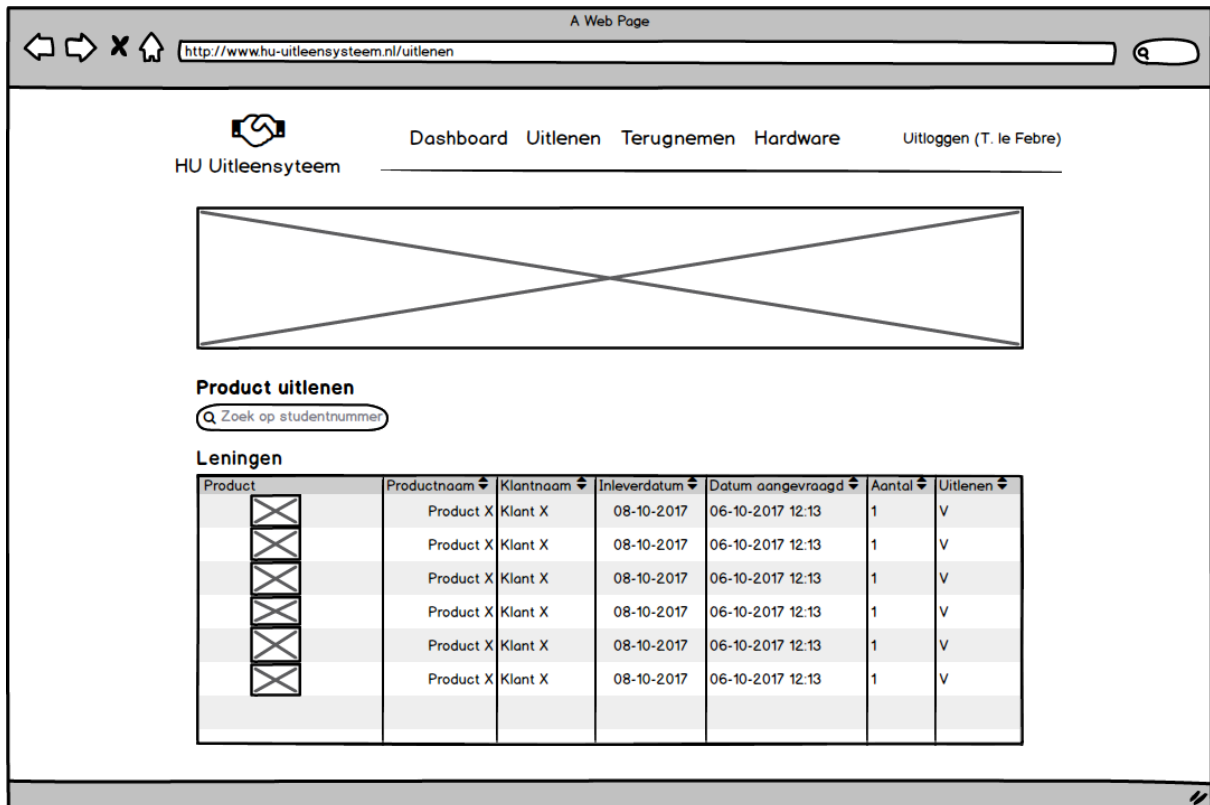 A Web Page
http://www.hu-uitleensysteem.nl/uitlenen
Dashboard Uitlenen Terugnemen Hardware Uitloggen (T. le Febre)
HU Uitleensyteem
Product uitlenen
Zoek op studentnummer
Leningen
Product Productnaam Klantnaam Inleverdatum Datum aangevraagd Aantal Uitlenen
Product X Klant X 08-10-2017 06-10-2017 12:13 1 V
Product X Klant X 08-10-2017 06-10-2017 12:13 1 V
Product X Klant X 08-10-2017 06-10-2017 12:13 1 V
Product X Klant X 08-10-2017 06-10-2017 12:13 1 V
Product X Klant X 08-10-2017 06-10-2017 12:13 1 V
Product X Klant X 08-10-2017 06-10-2017 12:13 1 V